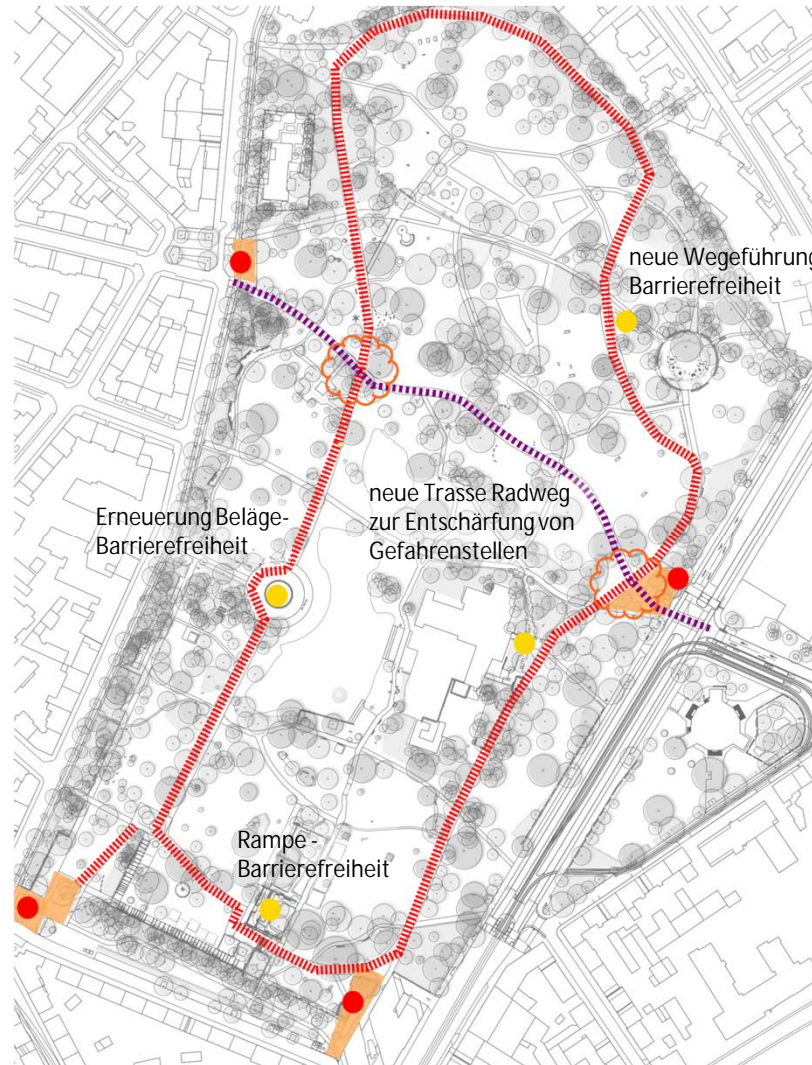 neue Wegeführung
Barrierefreiheit
neue Trasse Radweg
zur Entschärfung von
Gefahrenstellen
Erneuerung Beläge-
Barrierefreiheit
Rampe -
Barrierefreiheit